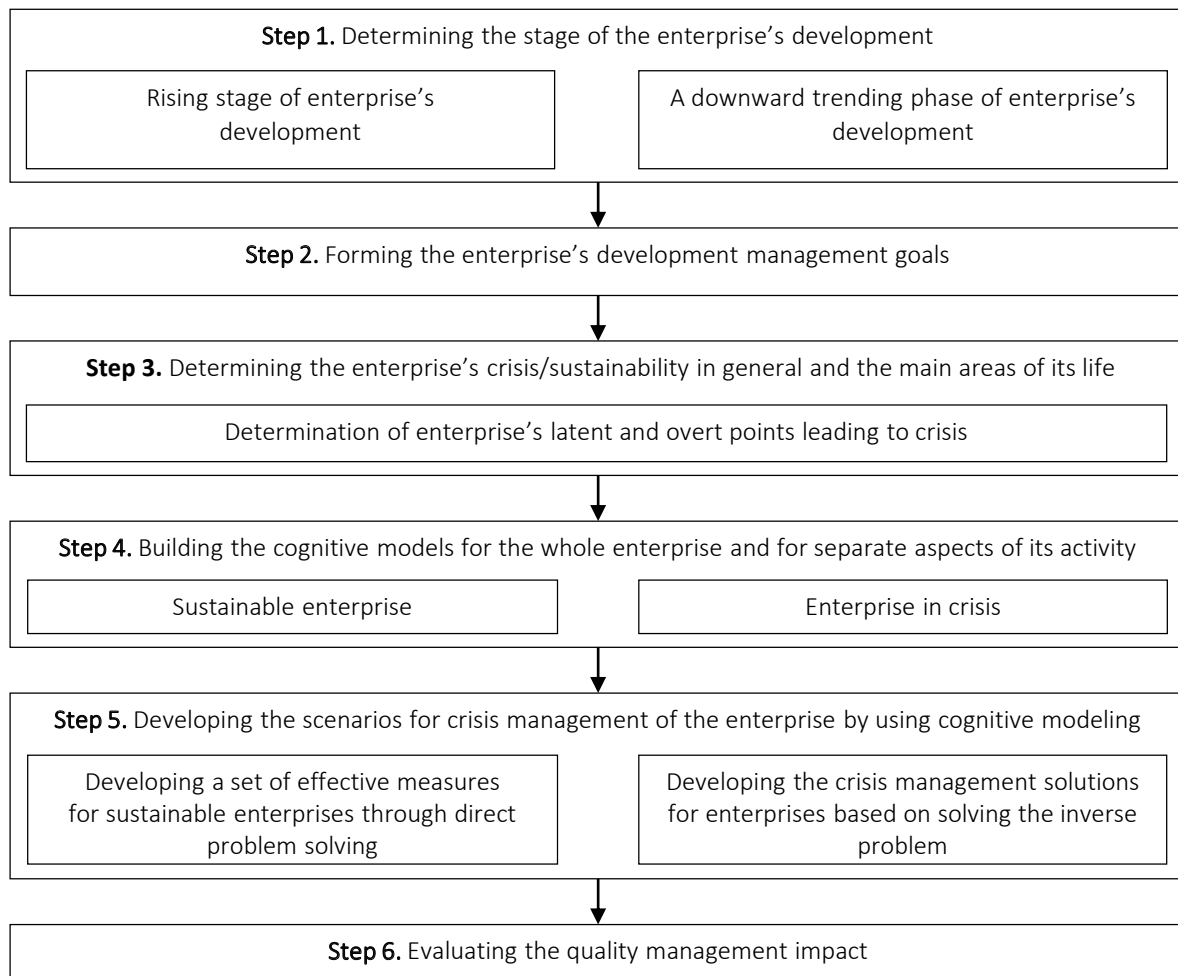 Step 1. Determining the stage of the enterprise’s development
Rising stage of enterprise’s
development
A downward trending phase of enterprise’s
development
Step 2. Forming the enterprise’s development management goals
Step 3. Determining the enterprise’s crisis/sustainability in general and the main areas of its life
Determination of enterprise’s latent and overt points leading to crisis
Step 4. Building the cognitive models for the whole enterprise and for separate aspects of its activity
Sustainable enterprise
Enterprise in crisis
Step 5. Developing the scenarios for crisis management of the enterprise by using cognitive modeling
Developing a set of effective measures
for sustainable enterprises through direct
problem solving
Developing the crisis management solutions
for enterprises based on solving the inverse
problem
Step 6. Evaluating the quality management impact